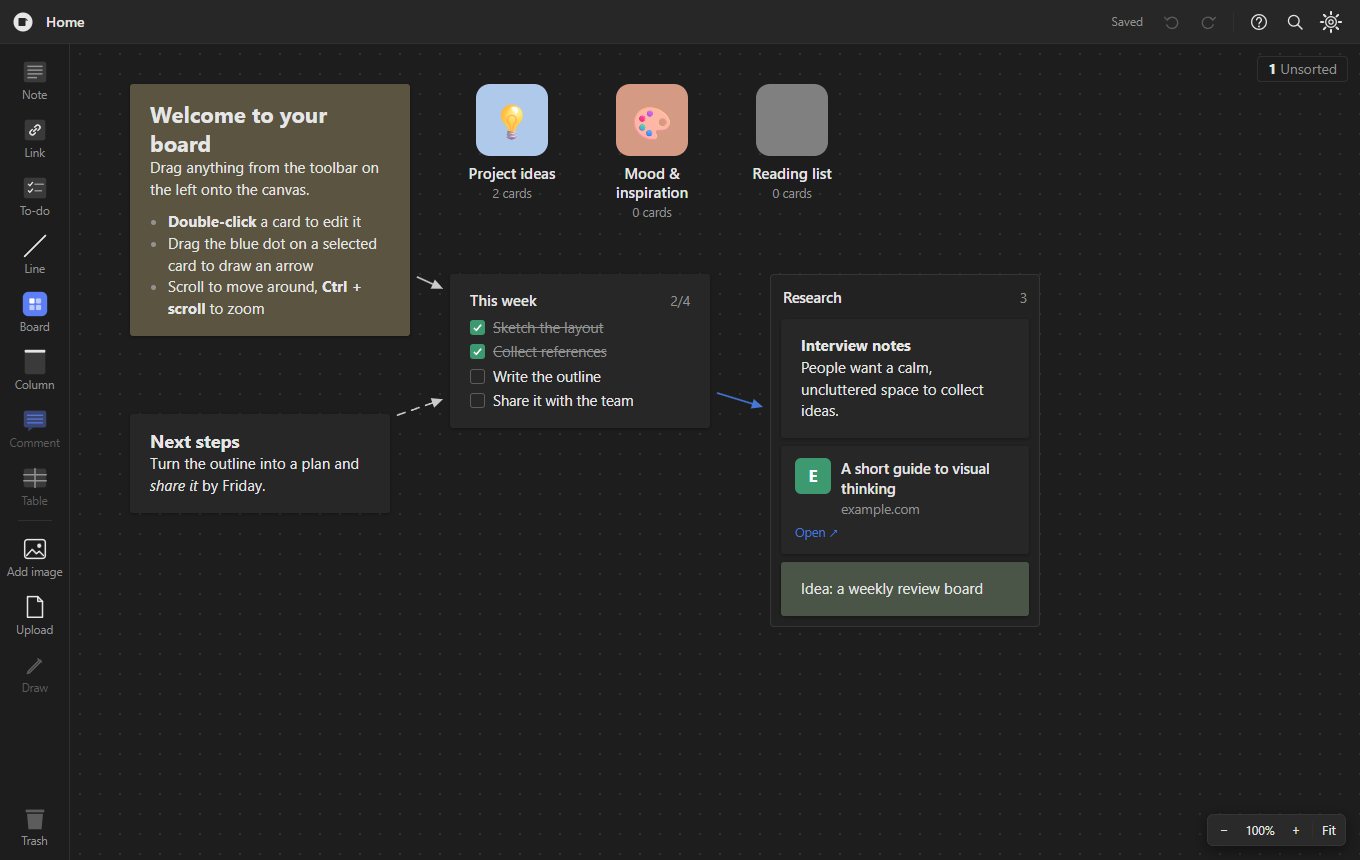 Home
Saved
1 Unsorted
Note
Link
To-do
Line
Board
Column
Comment
Table
Add image
Upload
Draw
Trash
Welcome to your
board
Drag anything from the toolbar on
the left onto the canvas.
Double-click a card to edit it
Drag the blue dot on a selected
card to draw an arrow
Scroll to move around, Ctrl +
scroll to zoom
Project ideas
2 cards
Mood &
inspiration
0 cards
Reading list
0 cards
This week 2/4
Sketch the layout
Collect references
Write the outline
Share it with the team
Next steps
Turn the outline into a plan and
share it by Friday.
Research 3
Interview notes
People want a calm,
uncluttered space to collect
ideas.
E
A short guide to visual
thinking
example.com
Open ↗
Idea: a weekly review board
− 100% + Fit